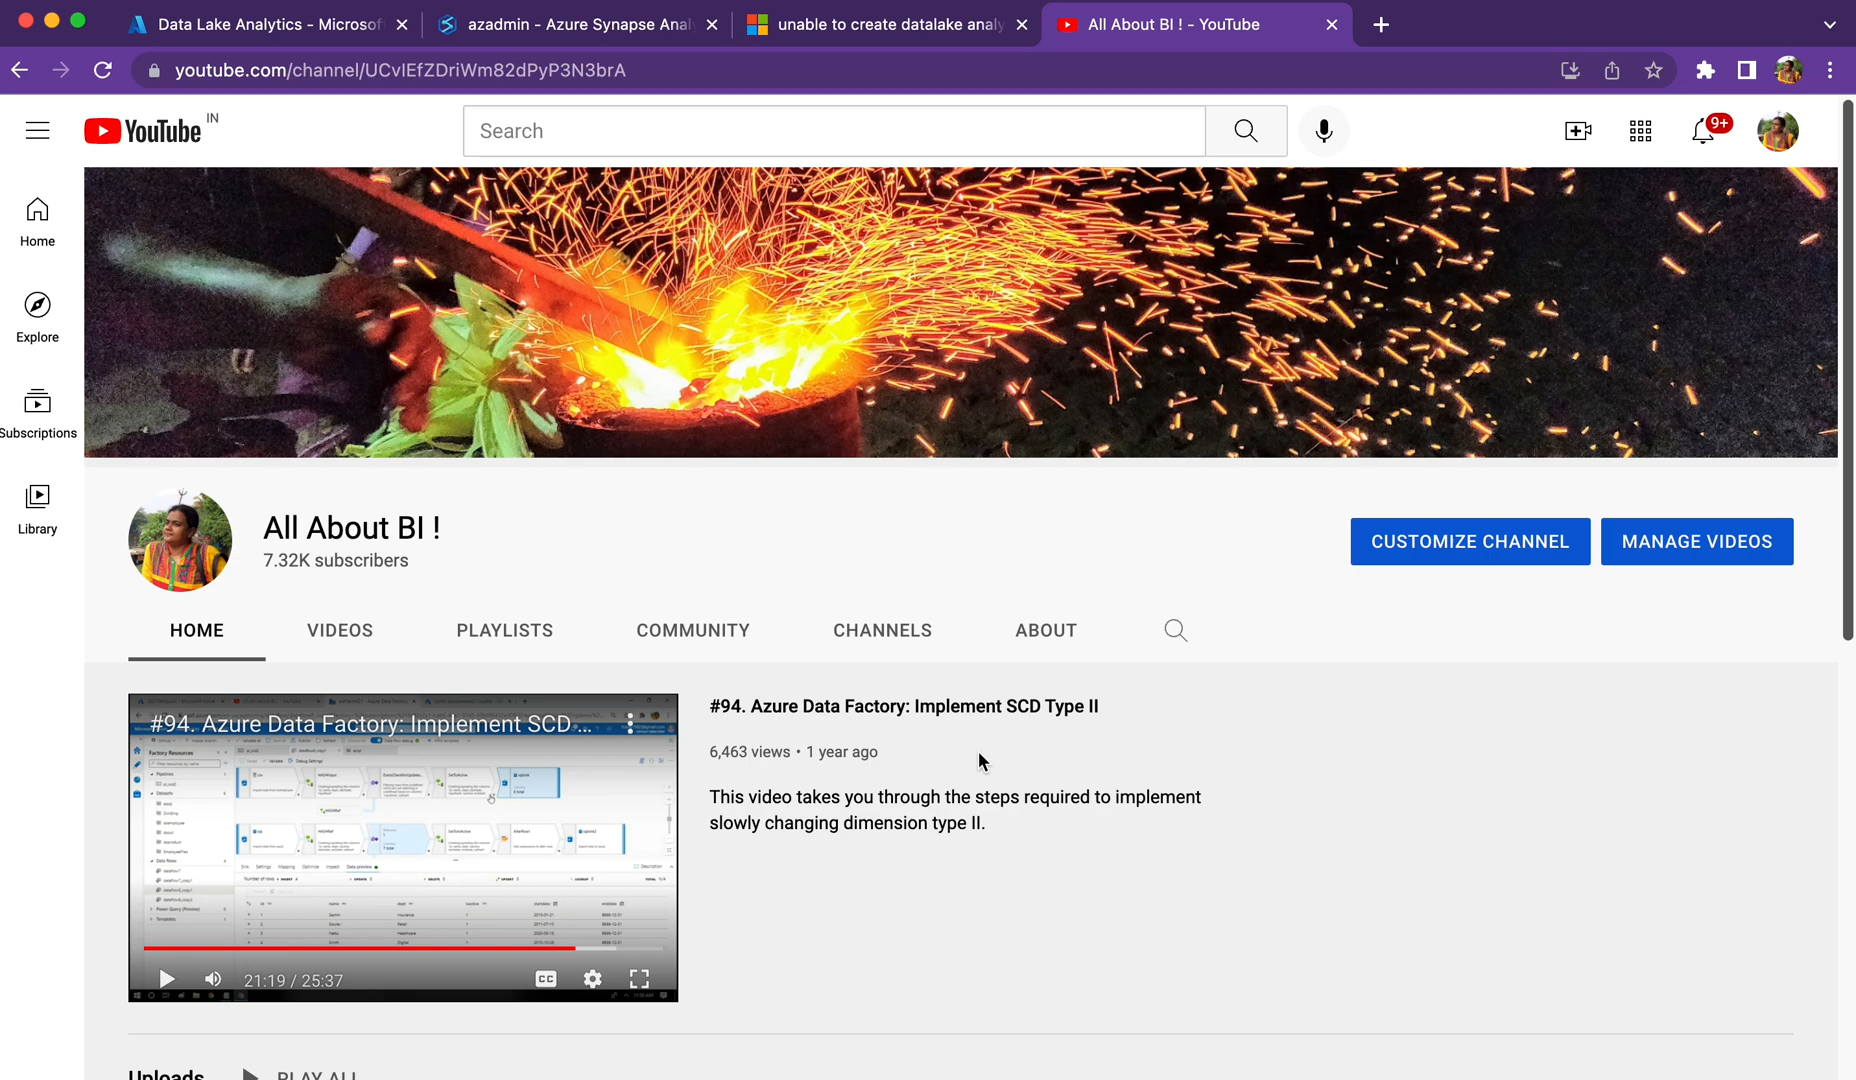 Data Lake Analytics - Microsof
azadmin - Azure Synapse Anal
unable to create datalake analy
All About BI ! - YouTube
youtube.com/channel/UCvIEfZDriWm82dPyP3N3brA
YouTube IN
Search
9+
Home
Explore
Subscriptions
Library
All About BI !
7.32K subscribers
CUSTOMIZE CHANNEL
MANAGE VIDEOS
HOME
VIDEOS
PLAYLISTS
COMMUNITY
CHANNELS
ABOUT
#94. Azure Data Factory: Implement SCD ...
Factory Resources
21:19 / 25:37
CC
#94. Azure Data Factory: Implement SCD Type II
6,463 views • 1 year ago
This video takes you through the steps required to implement
slowly changing dimension type II.
Uploads
PLAY ALL